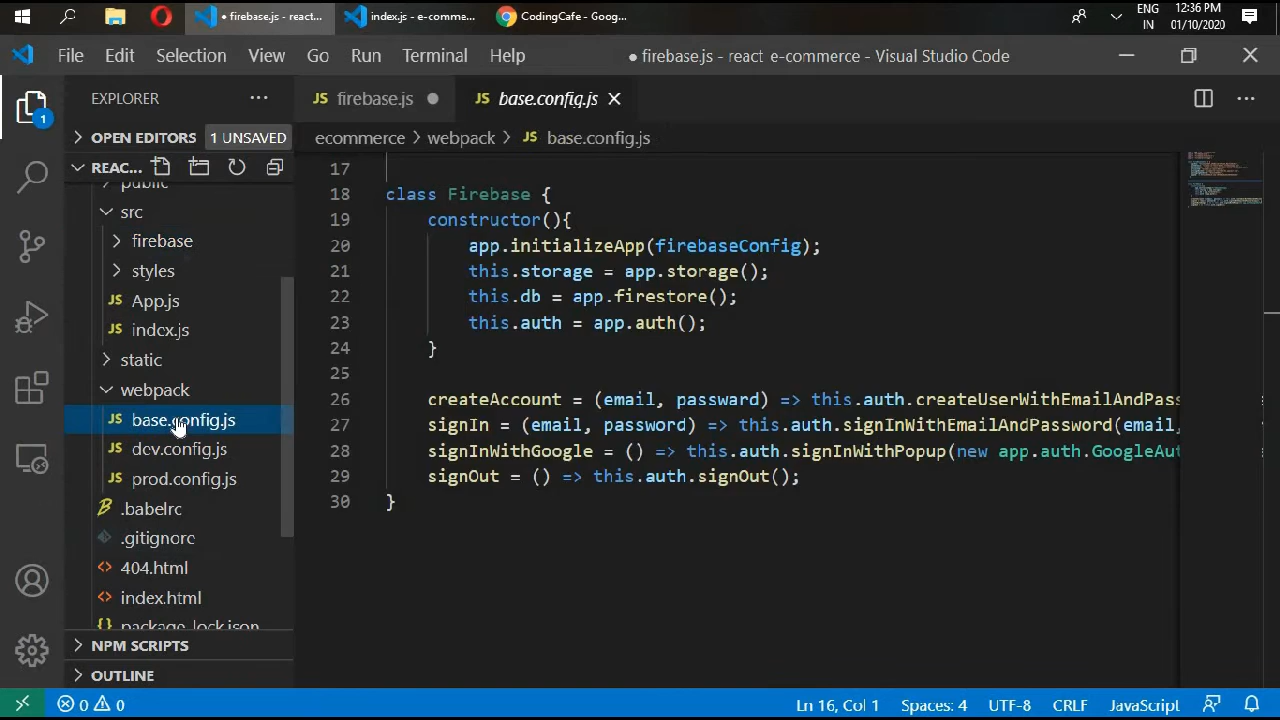 firebase.js - react...
index.js - e-comme...
CodingCafe - Goog...
ENG
IN
12:36 PM
01/10/2020
File Edit Selection View Go Run Terminal Help
● firebase.js - react e-commerce - Visual Studio Code
EXPLORER
1
OPEN EDITORS 1 UNSAVED
REAC...
public
src
firebase
styles
App.js
index.js
static
webpack
base.config.js
dev.config.js
prod.config.js
.babelrc
.gitignore
404.html
index.html
package-lock.json
NPM SCRIPTS
OUTLINE
JS firebase.js ●
JS base.config.js
ecommerce > webpack > JS base.config.js
17
18 class Firebase {
19 constructor(){
20 app.initializeApp(firebaseConfig);
21 this.storage = app.storage();
22 this.db = app.firestore();
23 this.auth = app.auth();
24 }
25
26 createAccount = (email, passward) => this.auth.createUserWithEmailAndPass
27 signIn = (email, password) => this.auth.signInWithEmailAndPassword(email,
28 signInWithGoogle = () => this.auth.signInWithPopup(new app.auth.GoogleAut
29 signOut = () => this.auth.signOut();
30 }
0 0
Ln 16, Col 1 Spaces: 4 UTF-8 CRLF JavaScript